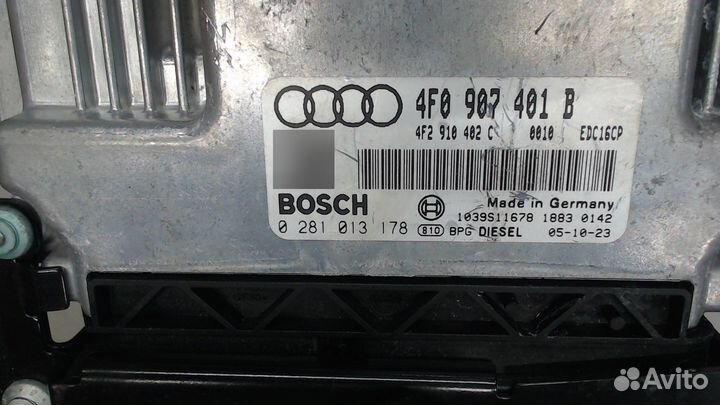 4F0 907 401 B
4F2 910 402 C 0010 EDC16CP
BOSCH
Made in Germany
1039S11678 1883 0142
0 281 013 178 810 BPG DIESEL 05-10-23
Avito